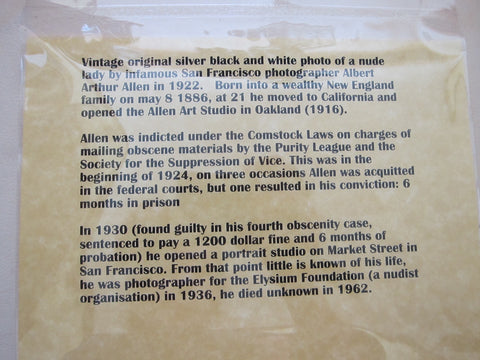 Vintage original silver black and white photo of a nude
lady by infamous San Francisco photographer Albert
Arthur Allen in 1922.   Born into a wealthy New England
family on may 8 1886, at 21 he moved to California and
opened the Allen Art Studio in Oakland (1916).
Allen was indicted under the Comstock Laws on charges of
mailing obscene materials by the Purity League and the
Society for the Suppression of Vice. This was in the
beginning of 1924, on three occasions Allen was acquitted
in the federal courts, but one resulted in his conviction: 6
months in prison
In 1930 (found guilty in his fourth obscenity case,
sentenced to pay a 1200 dollar fine and 6 months of
probation) he opened a portrait studio on Market Street in
San Francisco. From that point little is known of his life,
he was photographer for the Elysium Foundation (a nudist
organisation) in 1936, he died unknown in 1962.